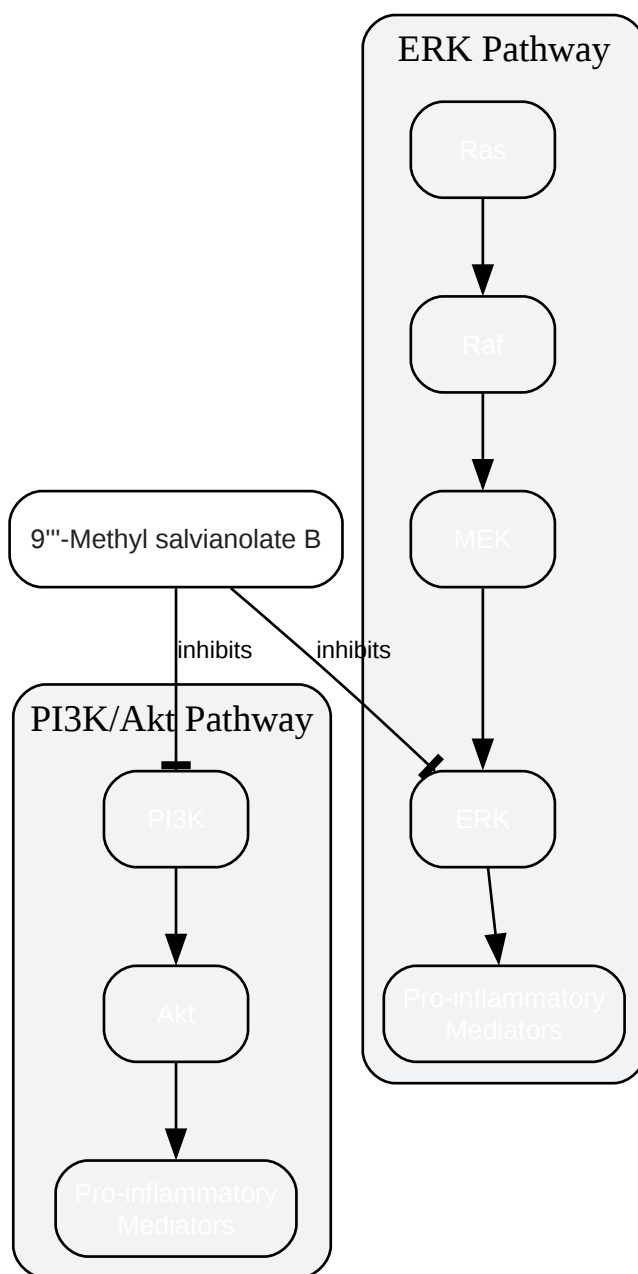 ERK Pathway
Ras
Raf
MEK
9'''-Methyl salvianolate B
inhibits
inhibits
PI3K/Akt Pathway
PI3K
ERK
Akt
Pro-inflammatory
Mediators
Pro-inflammatory
Mediators